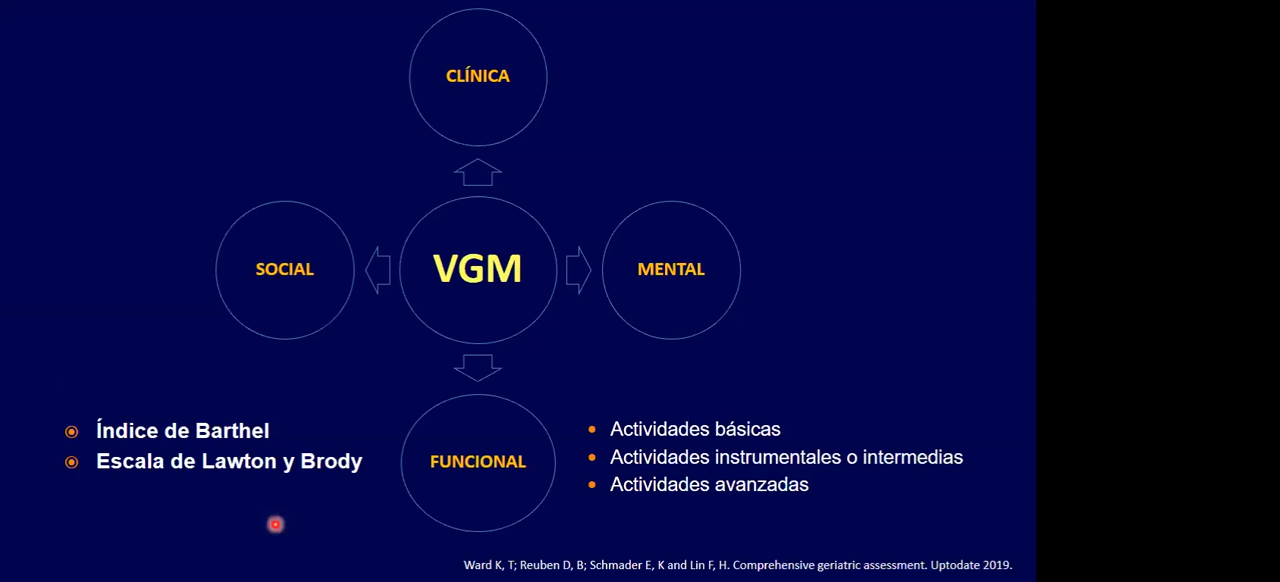 CLÍNICA
SOCIAL
VGM
MENTAL
Índice de Barthel
Escala de Lawton y Brody
FUNCIONAL
Actividades básicas
Actividades instrumentales o intermedias
Actividades avanzadas
Ward K, T; Reuben D, B; Schmader E, K and Lin F, H. Comprehensive geriatric assessment. Uptodate 2019.